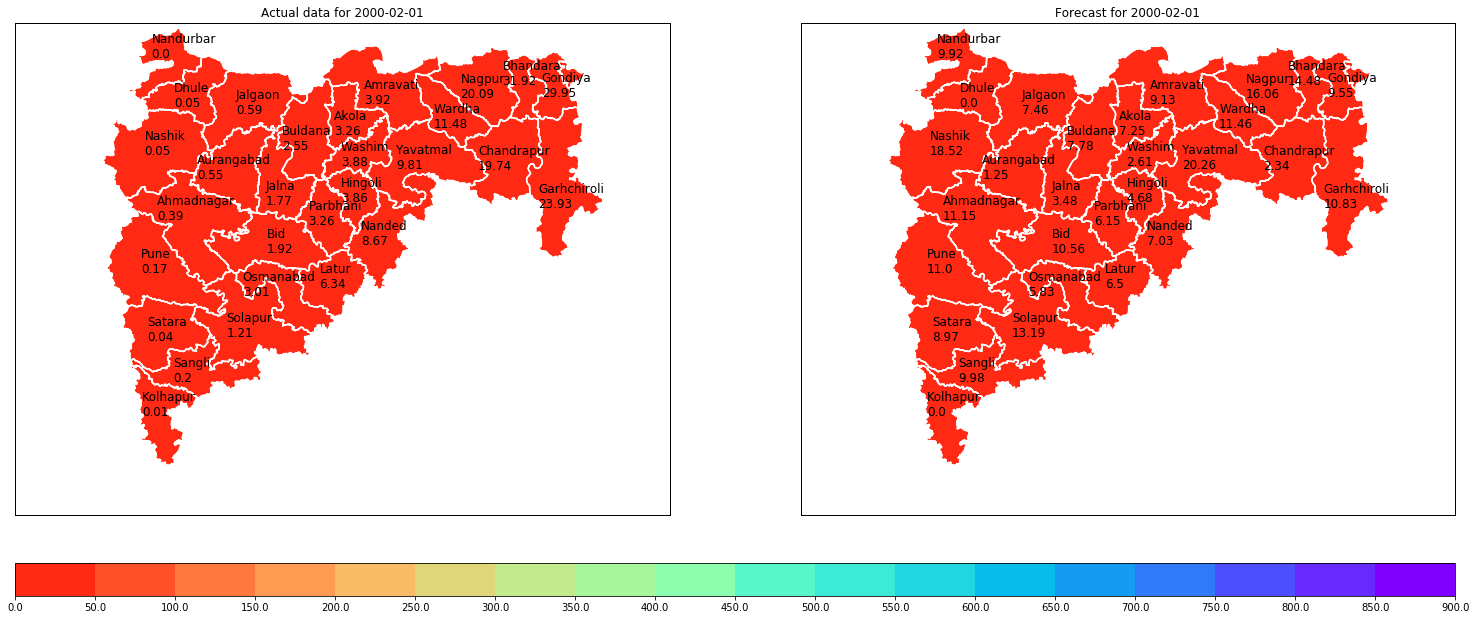 Actual data for 2000-02-01
Nandurbar
0.0
Dhule
0.05
Jalgaon
0.59
Nashik
0.05
Aurangabad
0.55
Buldana
2.55
Akola
3.26
Amravati
3.92
Nagpur
20.09
Bhandara
31.92
Gondiya
29.95
Wardha
11.48
Washim
3.88
Yavatmal
9.81
Chandrapur
19.74
Garhchiroli
23.93
Ahmadnagar
0.39
Jalna
1.77
Hingoli
3.86
Parbhani
3.26
Nanded
8.67
Bid
1.92
Pune
0.17
Osmanabad
3.01
Latur
6.34
Satara
0.04
Solapur
1.21
Sangli
0.2
Kolhapur
0.01
Forecast for 2000-02-01
Nandurbar
9.92
Dhule
0.0
Jalgaon
7.46
Nashik
18.52
Aurangabad
1.25
Buldana
7.78
Akola
7.25
Amravati
9.13
Nagpur
16.06
Bhandara
14.48
Gondiya
9.55
Wardha
11.46
Washim
2.61
Yavatmal
20.26
Chandrapur
2.34
Garhchiroli
10.83
Ahmadnagar
11.15
Jalna
3.48
Hingoli
4.68
Parbhani
6.15
Nanded
7.03
Bid
10.56
Pune
11.0
Osmanabad
5.83
Latur
6.5
Satara
8.97
Solapur
13.19
Sangli
9.98
Kolhapur
0.0
0.0 50.0 100.0 150.0 200.0 250.0 300.0 350.0 400.0 450.0 500.0 550.0 600.0 650.0 700.0 750.0 800.0 850.0 900.0